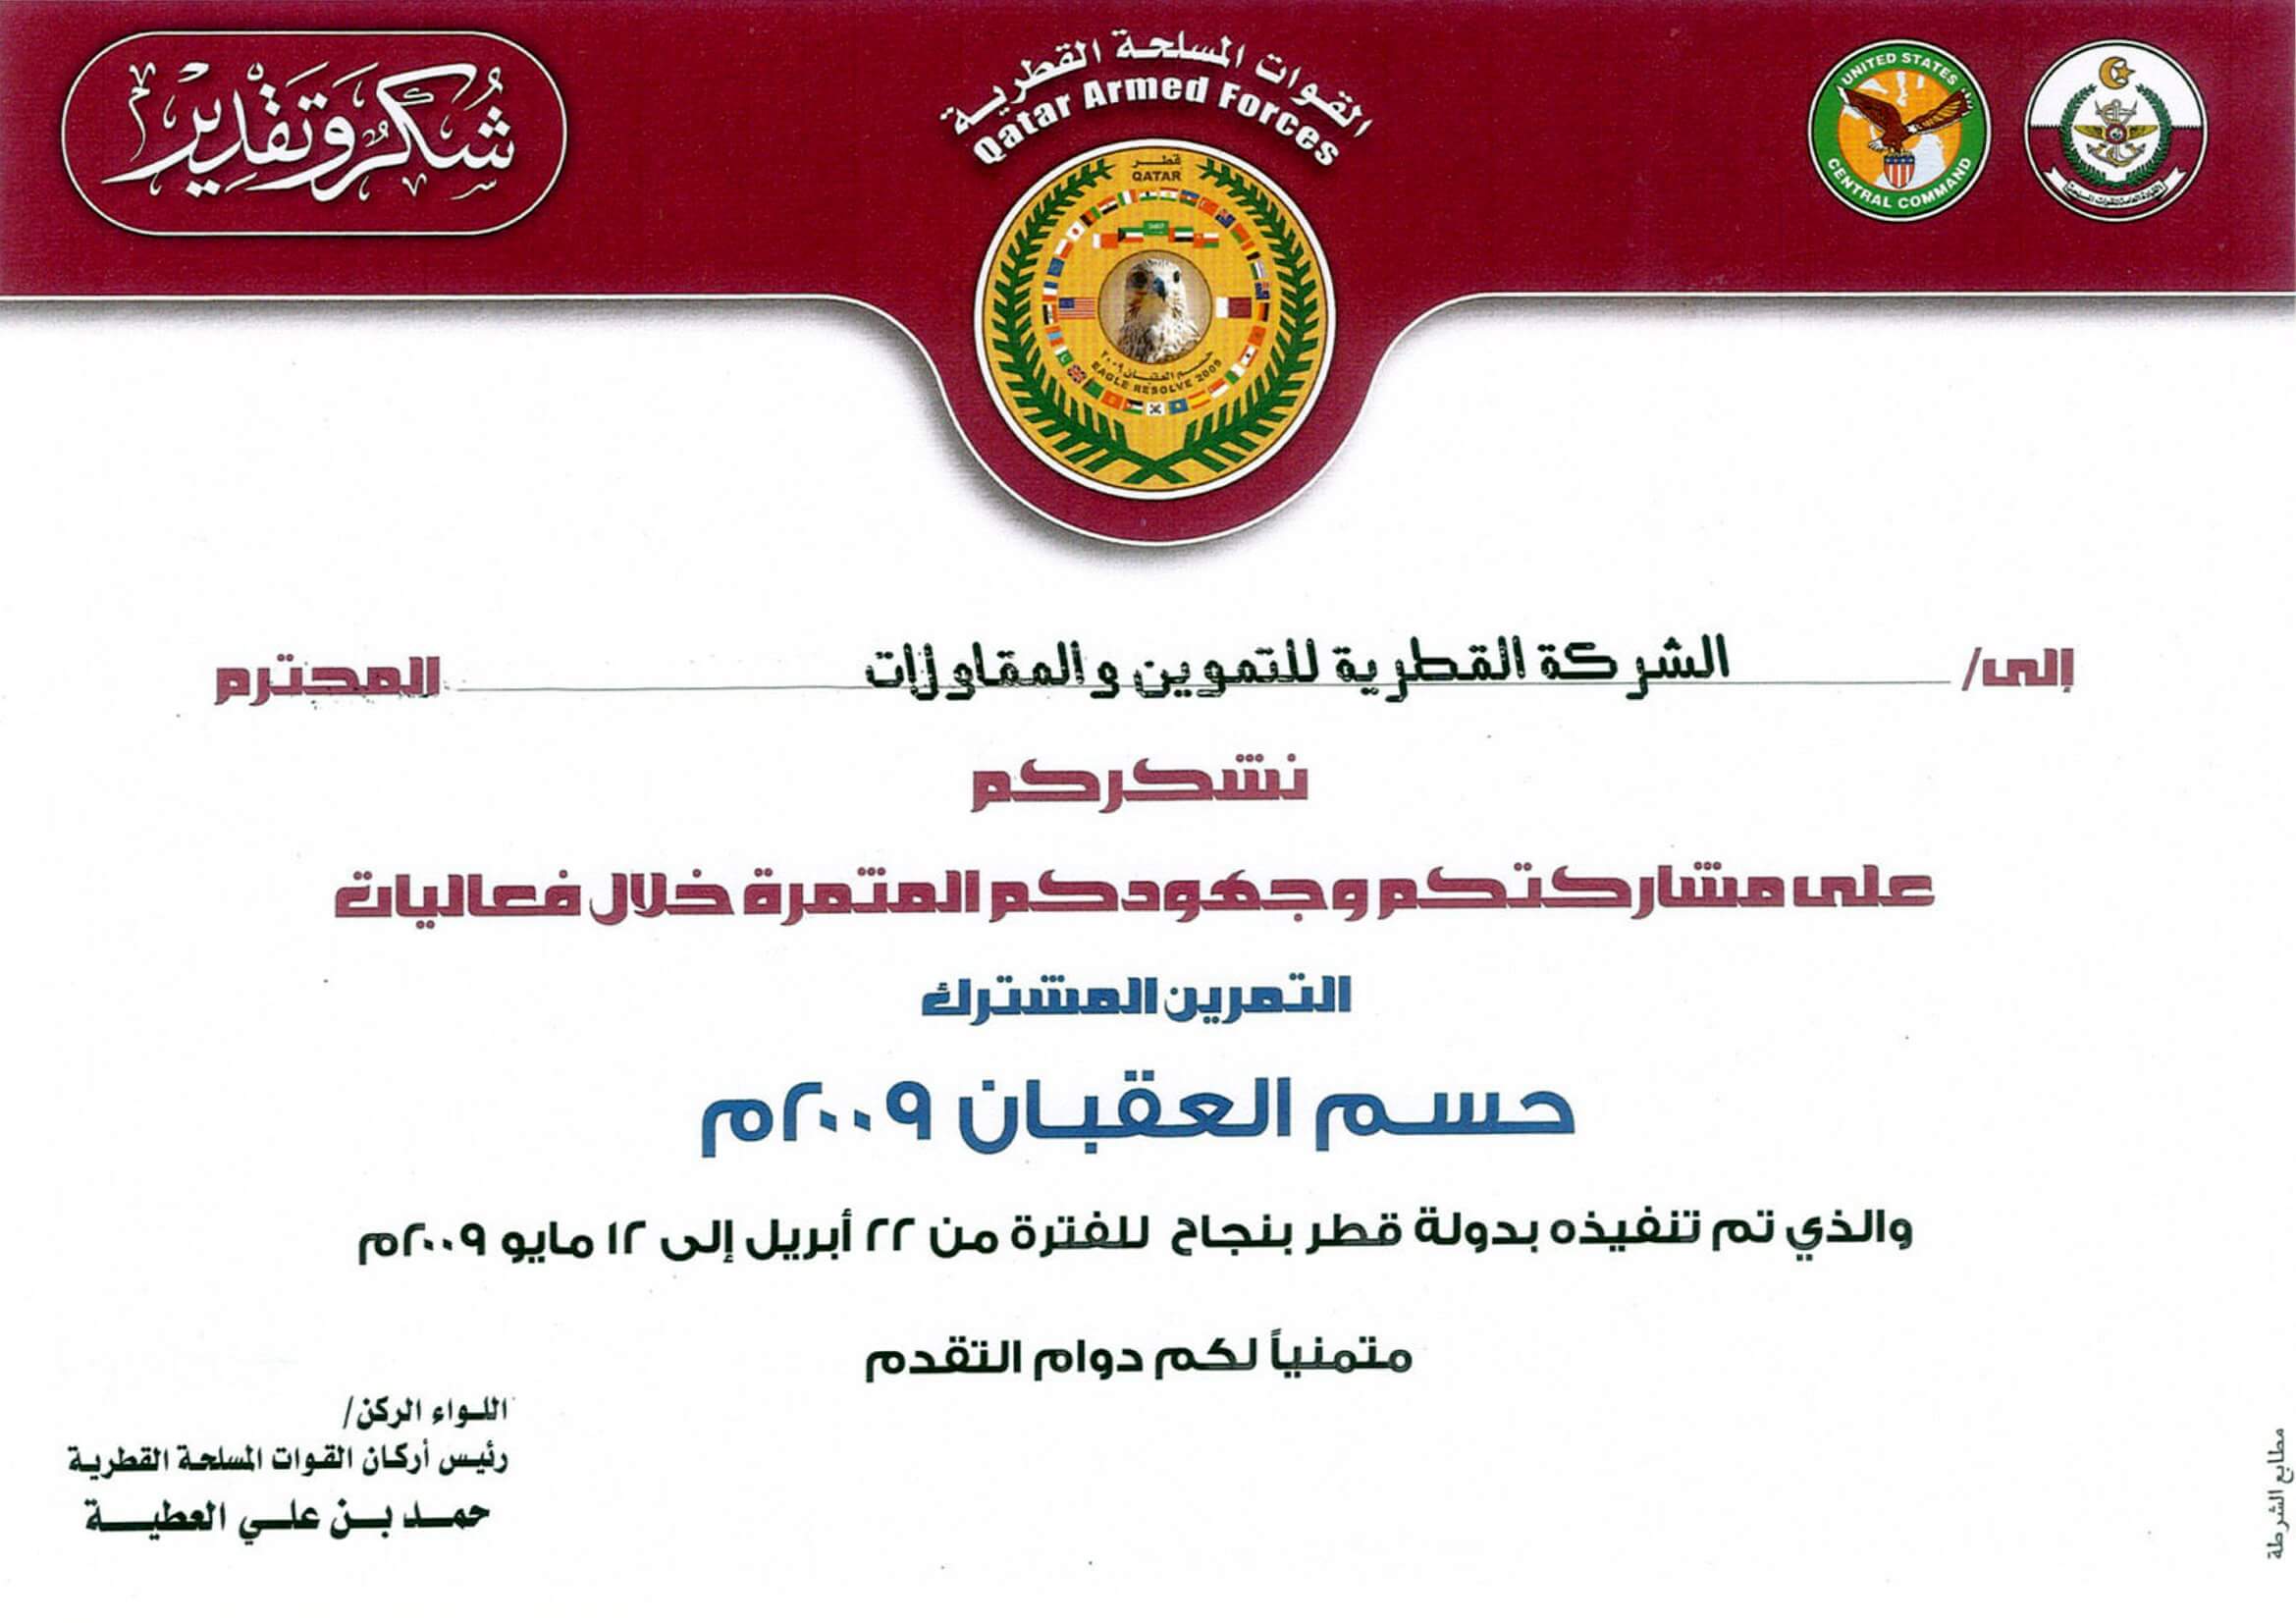 شكر وتقدير
القوات المسلحة القطرية
Qatar Armed Forces
UNITED STATES
CENTRAL COMMAND
قطر
QATAR
حسم العقبان ٢٠٠٩
EAGLE RESOLVE 2009
إلى/ الشركة القطرية للتموين والمقاولات المحترم
نشكركم
على مشاركتكم وجهودكم المثمرة خلال فعاليات
التمرين المشترك
حسم العقبان ٢٠٠٩م
والذي تم تنفيذه بدولة قطر بنجاح للفترة من ٢٢ أبريل إلى ١٢ مايو ٢٠٠٩م
متمنياً لكم دوام التقدم
اللواء الركن/
رئيس أركان القوات المسلحة القطرية
حمد بن علي العطية
مطابع الشرطة